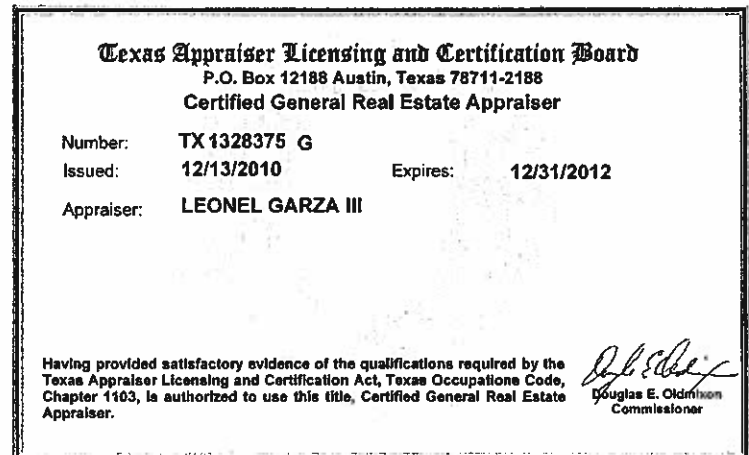 Texas Appraiser Licensing and Certification Board
P.O. Box 12188 Austin, Texas 78711-2188
Certified General Real Estate Appraiser
Number: TX 1328375 G
Issued: 12/13/2010 Expires: 12/31/2012
Appraiser: LEONEL GARZA III
Having provided satisfactory evidence of the qualifications required by the
Texas Appraiser Licensing and Certification Act, Texas Occupations Code,
Chapter 1103, is authorized to use this title, Certified General Real Estate
Appraiser.
Douglas E. Oldmixon
Commissioner